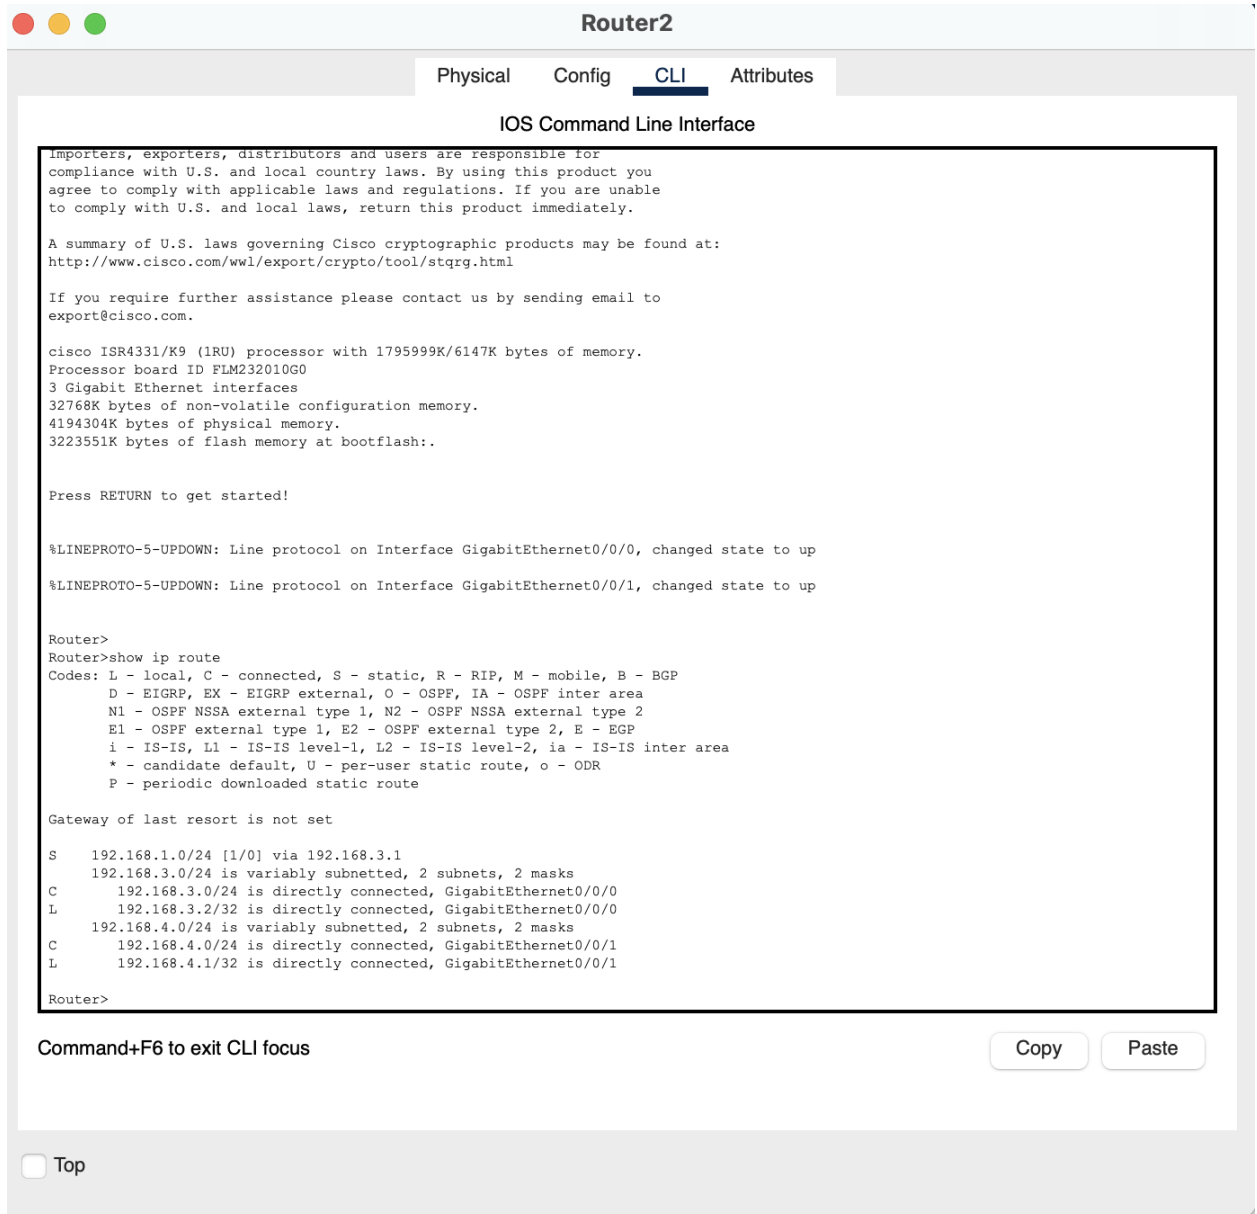 Router2
Physical Config CLI Attributes
IOS Command Line Interface
Importers, exporters, distributors and users are responsible for
compliance with U.S. and local country laws. By using this product you
agree to comply with applicable laws and regulations. If you are unable
to comply with U.S. and local laws, return this product immediately.
A summary of U.S. laws governing Cisco cryptographic products may be found at:
http://www.cisco.com/wwl/export/crypto/tool/stqrg.html
If you require further assistance please contact us by sending email to
export@cisco.com.
cisco ISR4331/K9 (1RU) processor with 1795999K/6147K bytes of memory.
Processor board ID FLM232010G0
3 Gigabit Ethernet interfaces
32768K bytes of non-volatile configuration memory.
4194304K bytes of physical memory.
3223551K bytes of flash memory at bootflash:.
Press RETURN to get started!
%LINEPROTO-5-UPDOWN: Line protocol on Interface GigabitEthernet0/0/0, changed state to up
%LINEPROTO-5-UPDOWN: Line protocol on Interface GigabitEthernet0/0/1, changed state to up
Router>
Router>show ip route
Codes: L - local, C - connected, S - static, R - RIP, M - mobile, B - BGP
D - EIGRP, EX - EIGRP external, O - OSPF, IA - OSPF inter area
N1 - OSPF NSSA external type 1, N2 - OSPF NSSA external type 2
E1 - OSPF external type 1, E2 - OSPF external type 2, E - EGP
i - IS-IS, L1 - IS-IS level-1, L2 - IS-IS level-2, ia - IS-IS inter area
* - candidate default, U - per-user static route, o - ODR
P - periodic downloaded static route
Gateway of last resort is not set
S 192.168.1.0/24 [1/0] via 192.168.3.1
192.168.3.0/24 is variably subnetted, 2 subnets, 2 masks
C 192.168.3.0/24 is directly connected, GigabitEthernet0/0/0
L 192.168.3.2/32 is directly connected, GigabitEthernet0/0/0
192.168.4.0/24 is variably subnetted, 2 subnets, 2 masks
C 192.168.4.0/24 is directly connected, GigabitEthernet0/0/1
L 192.168.4.1/32 is directly connected, GigabitEthernet0/0/1
Router>
Command+F6 to exit CLI focus
Copy Paste
Top